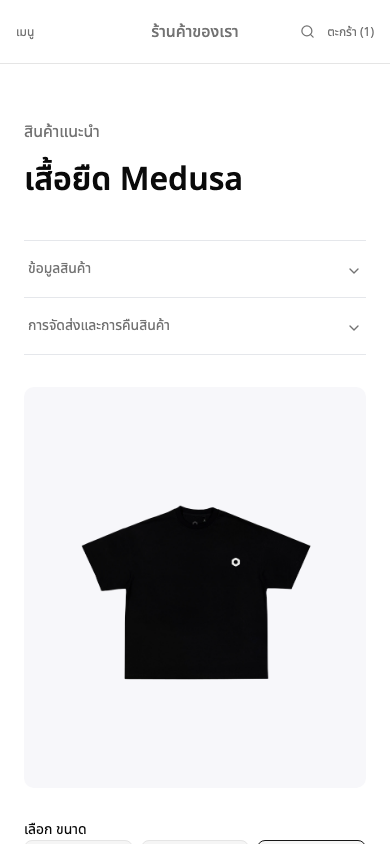 เมนู
ร้านค้าของเรา
ตะกร้า (1)
สินค้าแนะนำ
เสื้อยืด Medusa
ข้อมูลสินค้า
การจัดส่งและการคืนสินค้า
เลือก ขนาด